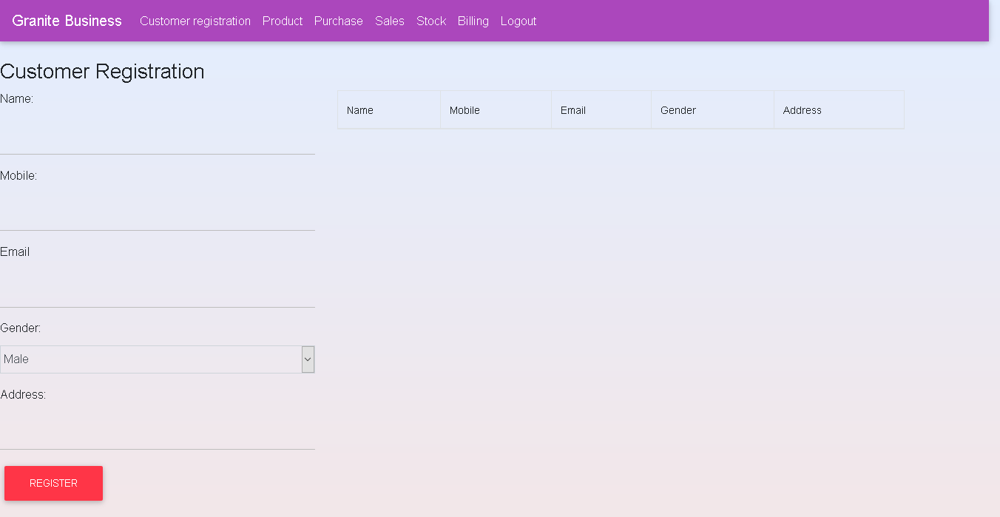 Granite Business Customer registration Product Purchase Sales Stock Billing Logout
Customer Registration
Name:
Name Mobile Email Gender Address
Mobile:
Email
Gender:
Male
Address:
REGISTER